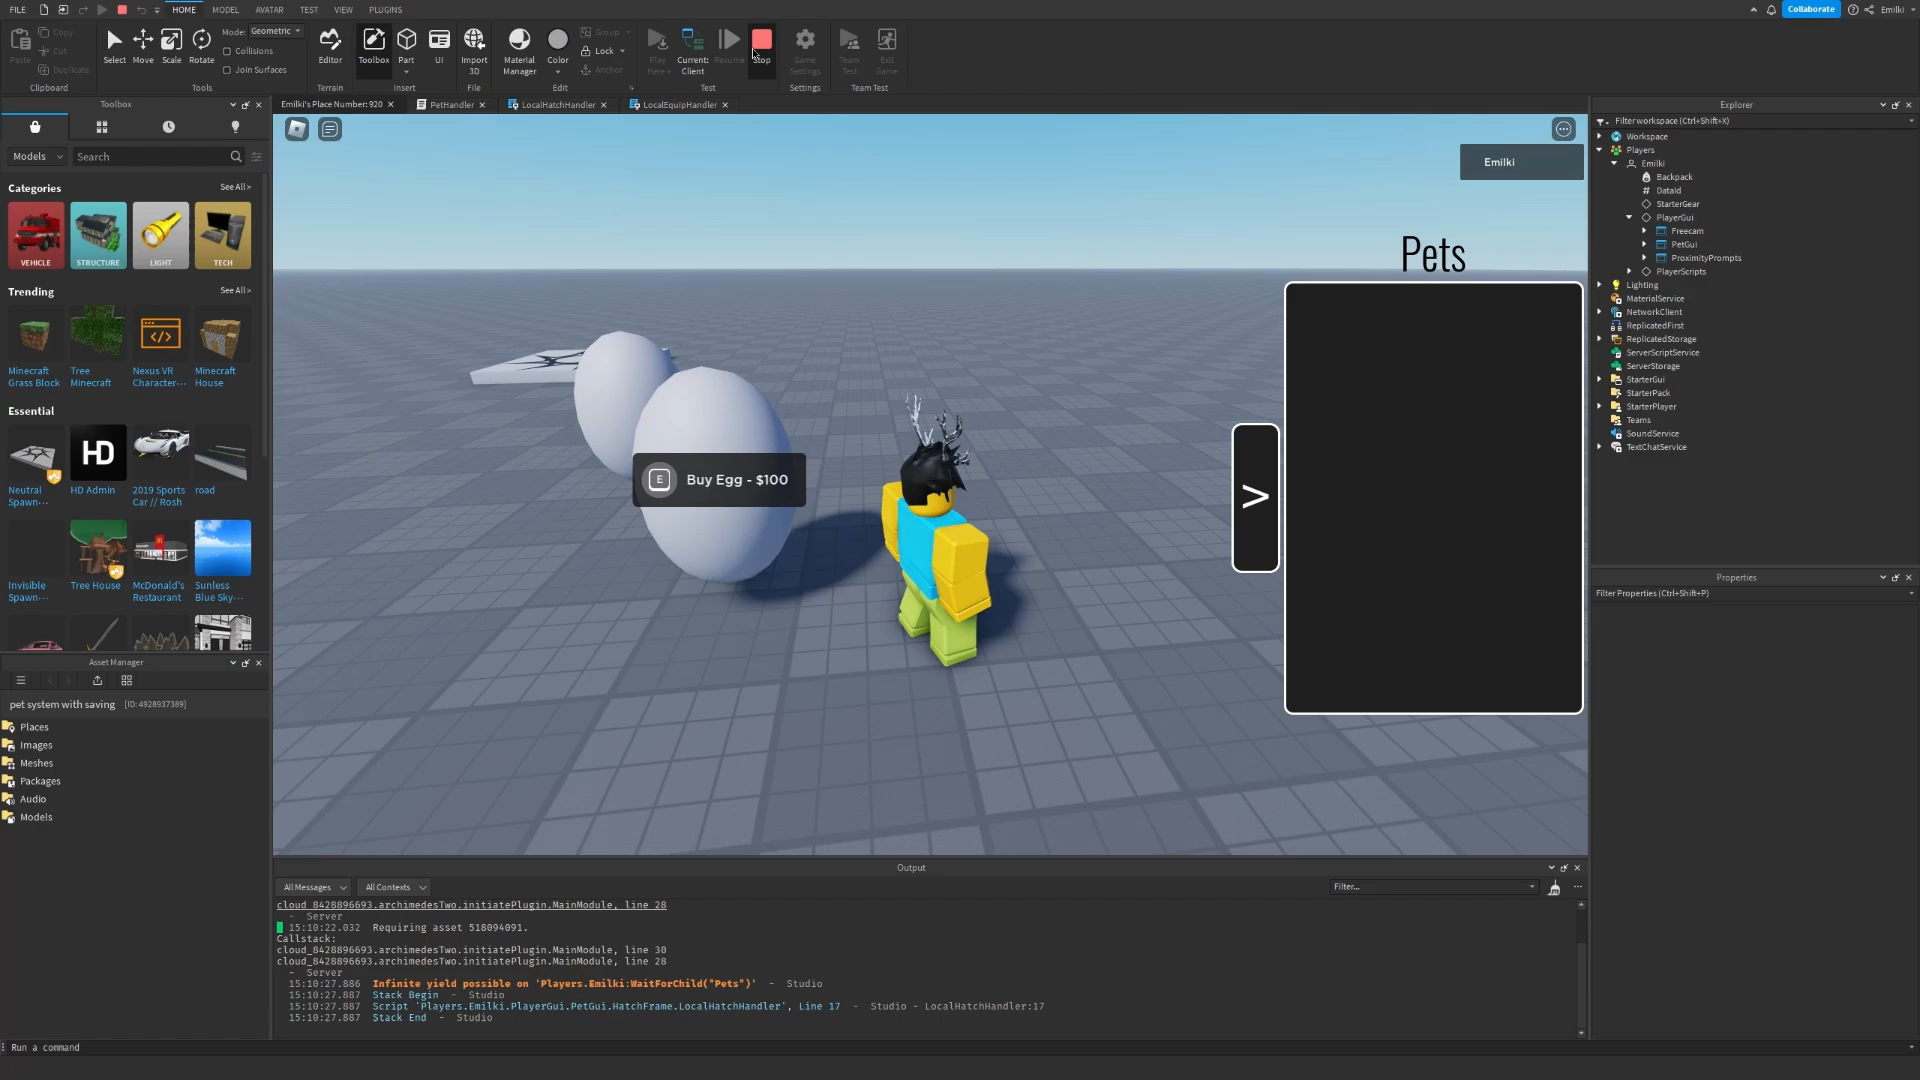 FILE HOME MODEL AVATAR TEST VIEW PLUGINS Collaborate Emilki
Paste Copy Cut Duplicate Clipboard
Select Move Scale Rotate Mode: Geometric Collisions Join Surfaces Tools
Editor Terrain
Toolbox Part UI Insert
Import 3D File
Material Manager Color Group Lock Anchor Edit
Play Here Current: Client Resume Stop Test
Game Settings Settings
Team Test Exit Game Team Test
Toolbox
Models Search
Categories See All >
VEHICLE STRUCTURE LIGHT TECH
Trending See All >
Minecraft Grass Block
Tree Minecraft
Nexus VR Character···
Minecraft House
Essential
HD
Neutral Spawn···
HD Admin
2019 Sports Car // Rosh
road
Invisible Spawn···
Tree House
McDonald's Restaurant
Sunless Blue Sky···
Asset Manager
pet system with saving [ID: 4928937389]
Places
Images
Meshes
Packages
Audio
Models
Emilki's Place Number: 920 PetHandler LocalHatchHandler LocalEquipHandler
Emilki
Pets
E Buy Egg - $100
>
Output
All Messages All Contexts Filter...
cloud_8428896693.archimedesTwo.initiatePlugin.MainModule, line 28
- Server
15:10:22.032 Requiring asset 518094091.
Callstack:
cloud_8428896693.archimedesTwo.initiatePlugin.MainModule, line 30
cloud_8428896693.archimedesTwo.initiatePlugin.MainModule, line 28
- Server
15:10:27.886 Infinite yield possible on 'Players.Emilki:WaitForChild("Pets")' - Studio
15:10:27.887 Stack Begin - Studio
15:10:27.887 Script 'Players.Emilki.PlayerGui.PetGui.HatchFrame.LocalHatchHandler', Line 17 - Studio - LocalHatchHandler:17
15:10:27.887 Stack End - Studio
Run a command
Explorer
Filter workspace (Ctrl+Shift+X)
Workspace
Players
Emilki
Backpack
DataId
StarterGear
PlayerGui
Freecam
PetGui
ProximityPrompts
PlayerScripts
Lighting
MaterialService
NetworkClient
ReplicatedFirst
ReplicatedStorage
ServerScriptService
ServerStorage
StarterGui
StarterPack
StarterPlayer
Teams
SoundService
TextChatService
Properties
Filter Properties (Ctrl+Shift+P)